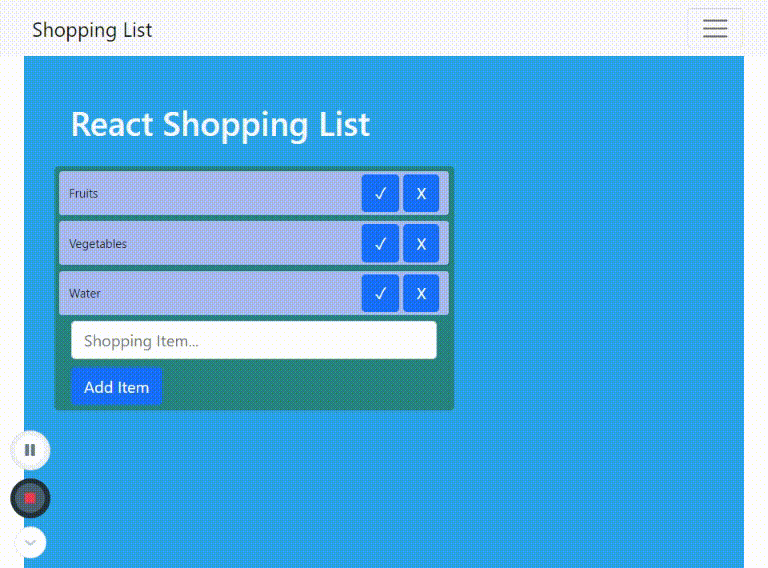 Shopping List
React Shopping List
Fruits ✓ X
Vegetables ✓ X
Water ✓ X
Shopping Item...
Add Item